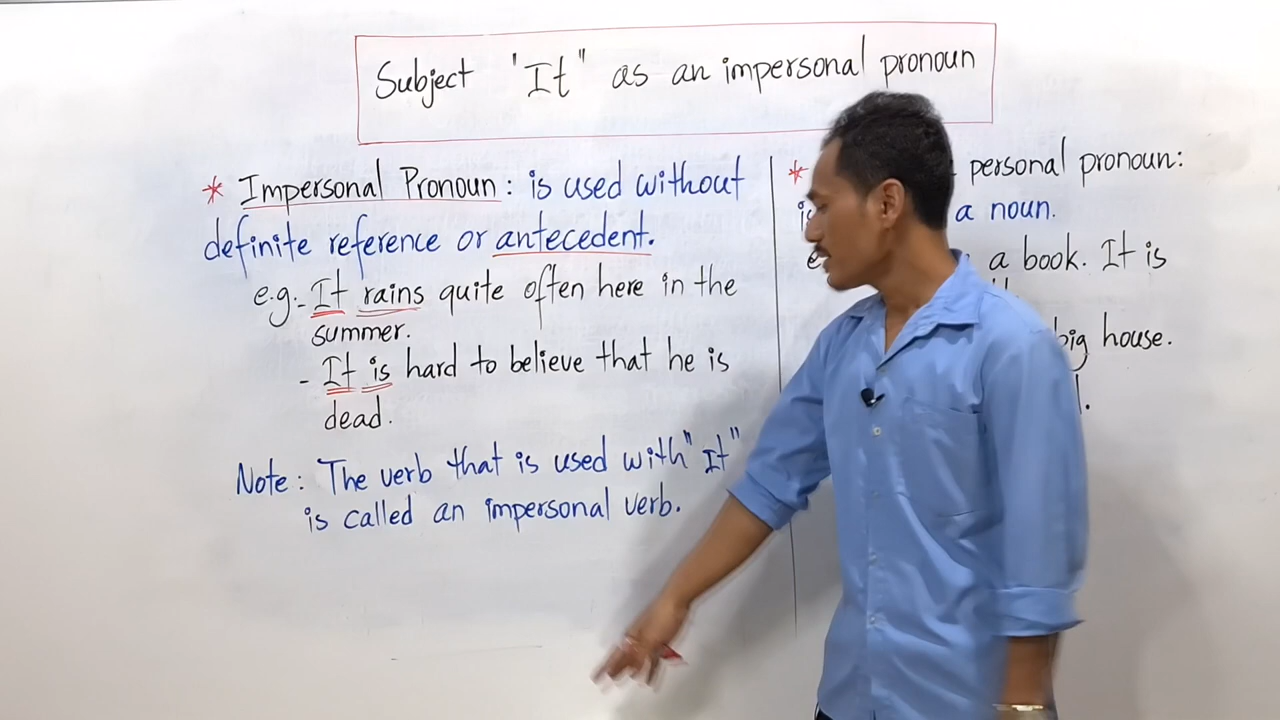 Subject "It" as an impersonal pronoun
* Impersonal Pronoun : is used without
definite reference or antecedent.
e.g.- It rains quite often here in the
summer.
- It is hard to believe that he is
dead.
Note : The verb that is used with "It"
is called an impersonal verb.
* personal pronoun:
a noun.
a book. It is
big house.